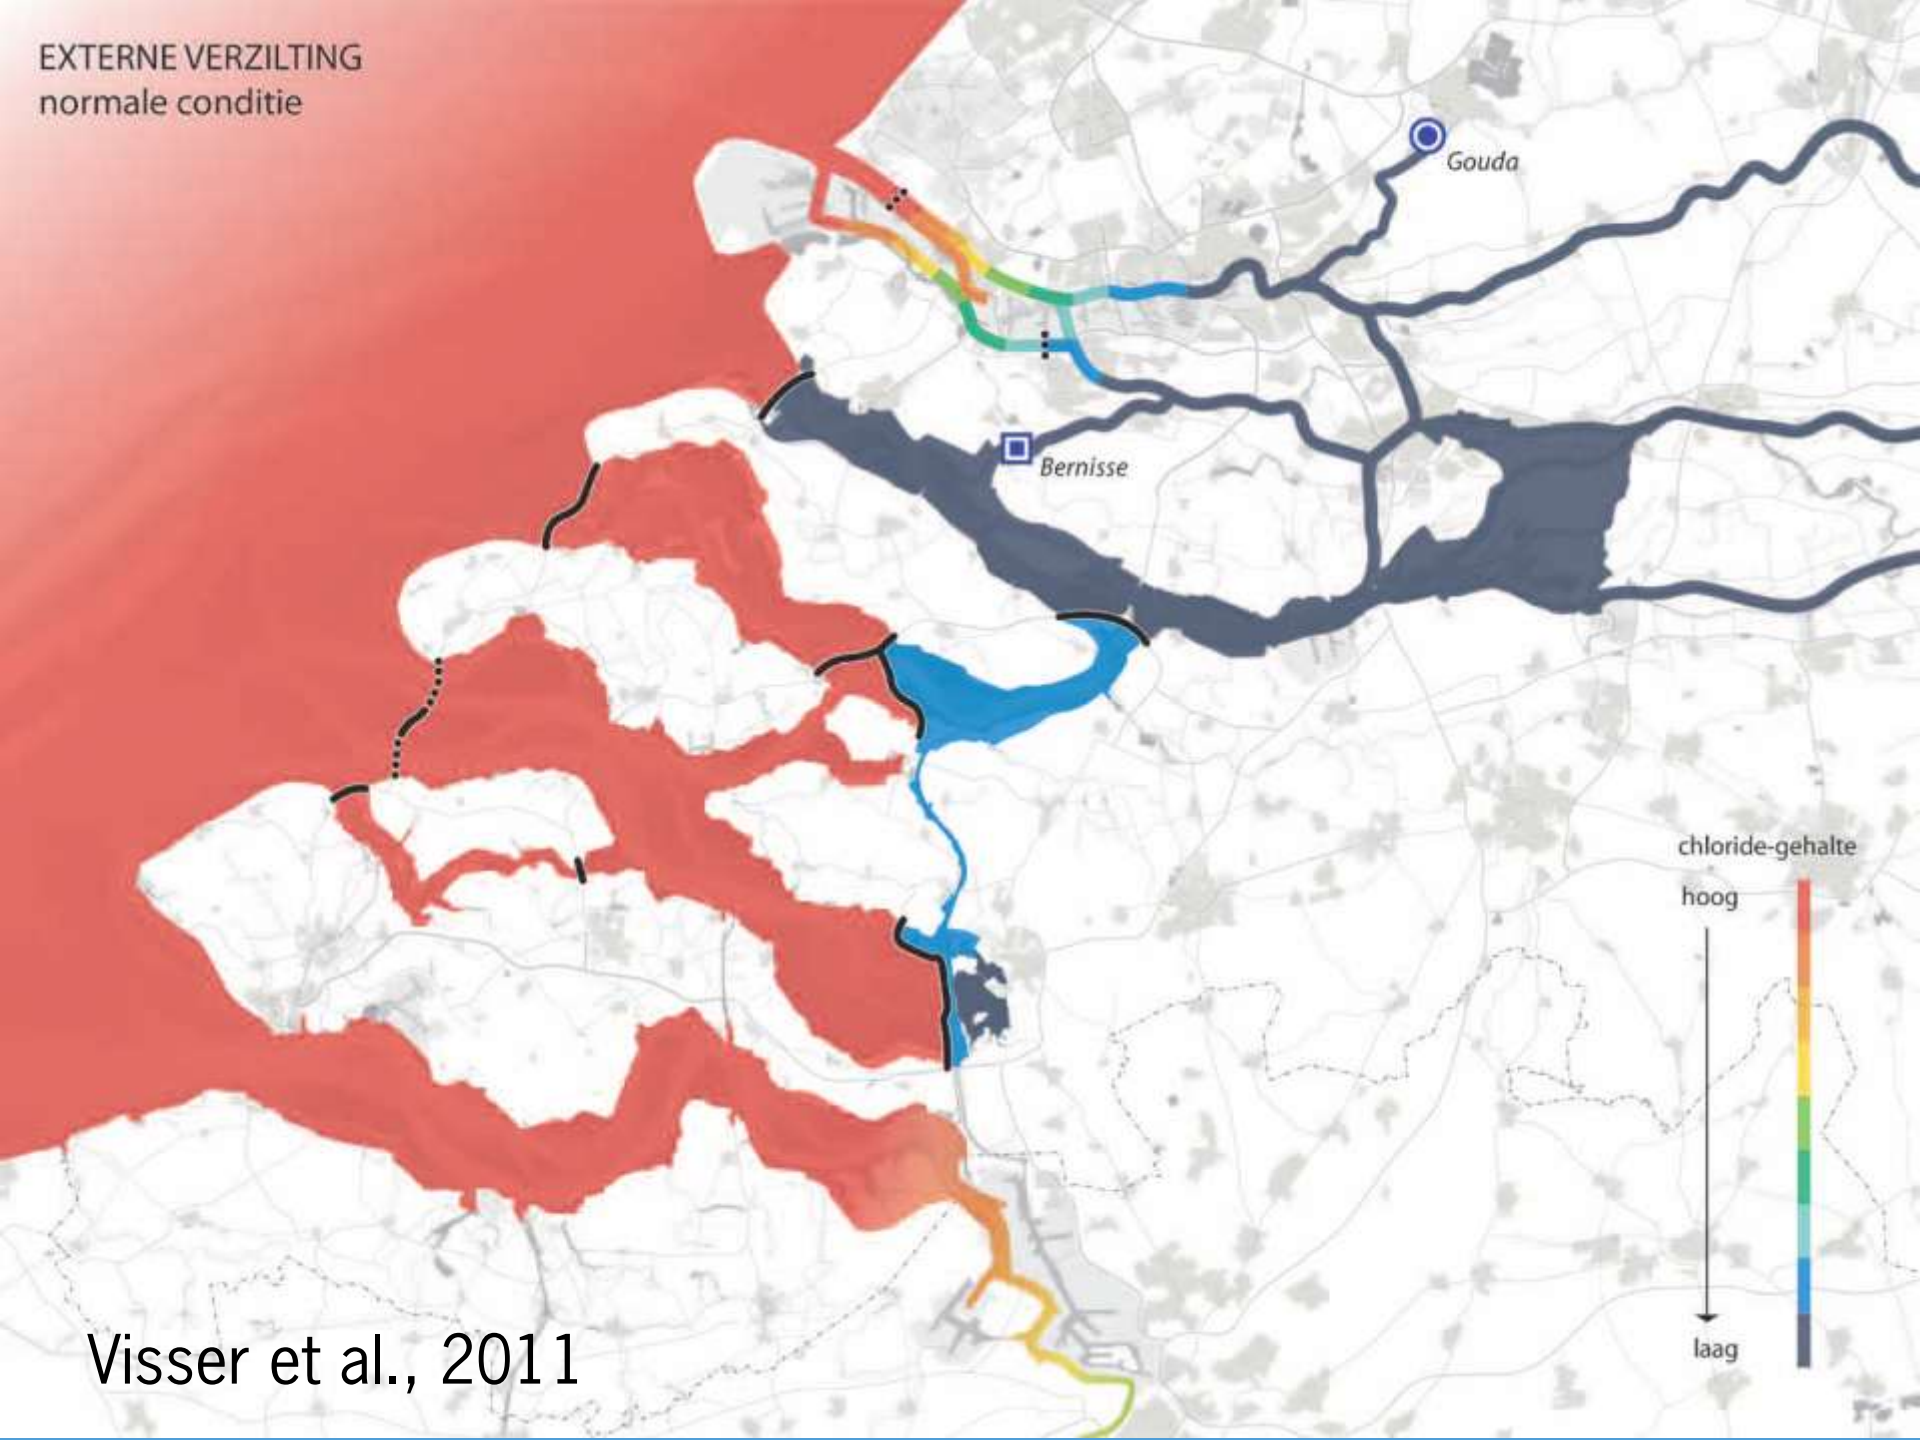 EXTERNE VERZILTING
normale conditie
Gouda
Bernisse
chloride-gehalte
hoog
laag
Visser et al., 2011